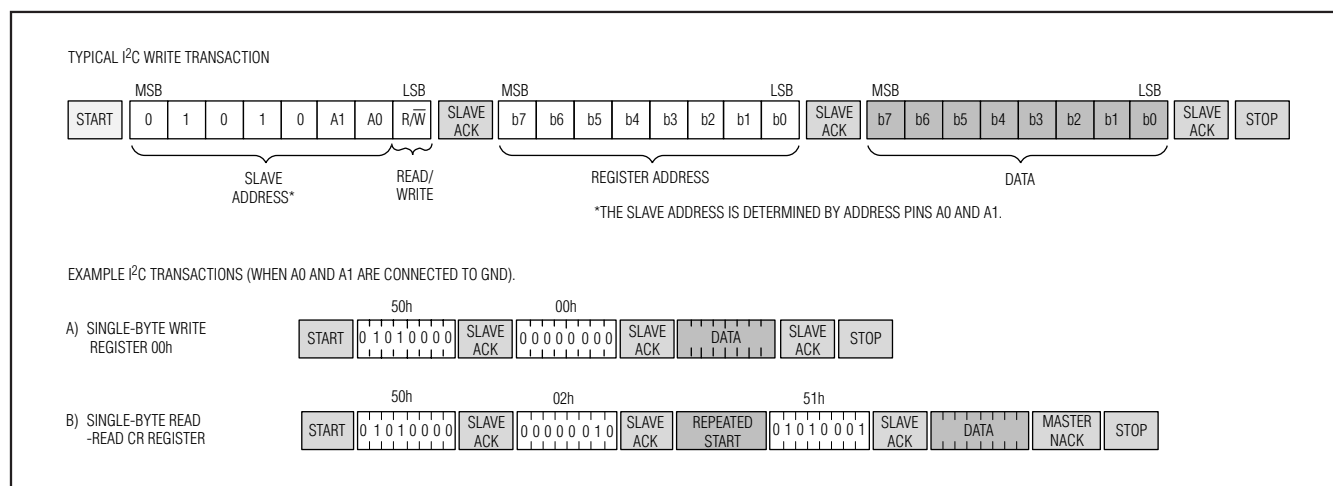 TYPICAL I²C WRITE TRANSACTION
MSB LSB MSB LSB MSB LSB
START 0 1 0 1 0 A1 A0 R/W̅ SLAVE ACK b7 b6 b5 b4 b3 b2 b1 b0 SLAVE ACK b7 b6 b5 b4 b3 b2 b1 b0 SLAVE ACK STOP
SLAVE ADDRESS* READ/WRITE REGISTER ADDRESS DATA
*THE SLAVE ADDRESS IS DETERMINED BY ADDRESS PINS A0 AND A1.
EXAMPLE I²C TRANSACTIONS (WHEN A0 AND A1 ARE CONNECTED TO GND).
50h 00h
A) SINGLE-BYTE WRITE
REGISTER 00h
START 0 1 0 1 0 0 0 0 SLAVE ACK 0 0 0 0 0 0 0 0 SLAVE ACK DATA SLAVE ACK STOP
50h 02h 51h
B) SINGLE-BYTE READ
-READ CR REGISTER
START 0 1 0 1 0 0 0 0 SLAVE ACK 0 0 0 0 0 0 1 0 SLAVE ACK REPEATED START 0 1 0 1 0 0 0 1 SLAVE ACK DATA MASTER NACK STOP